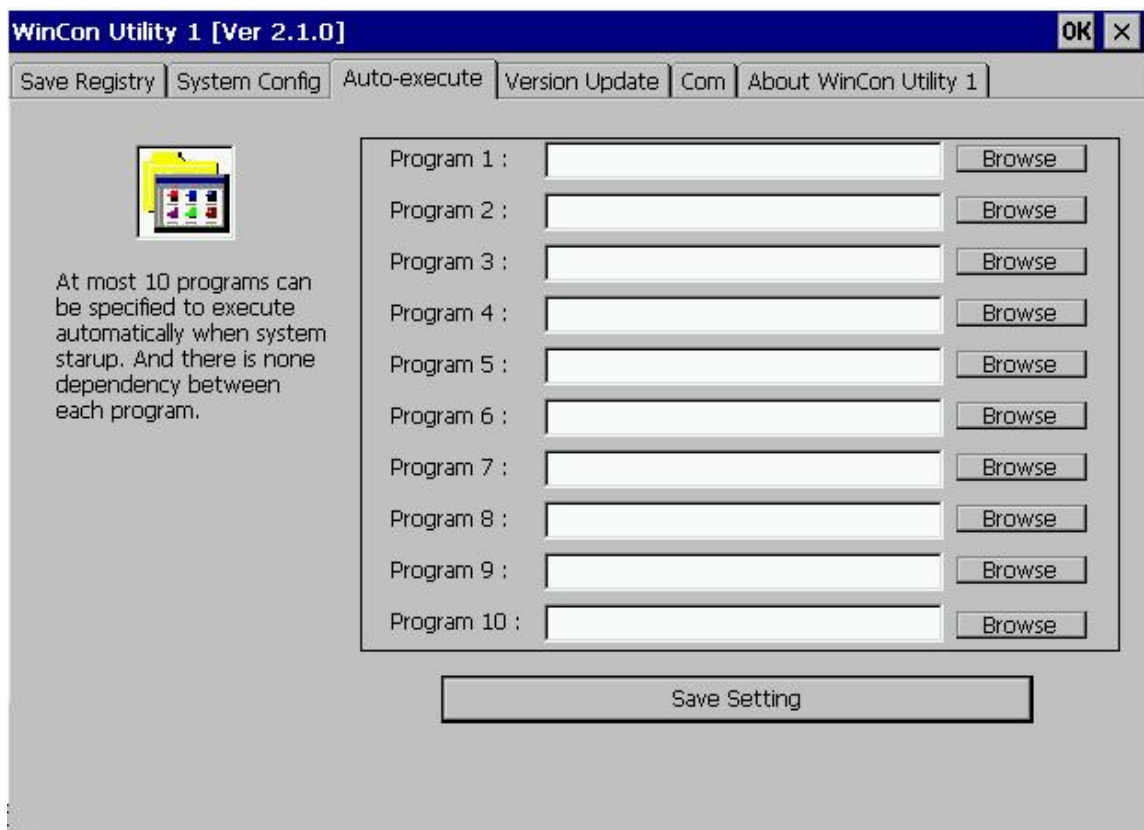 WinCon Utility 1 [Ver 2.1.0] OK ×
Save Registry System Config Auto-execute Version Update Com About WinCon Utility 1
At most 10 programs can
be specified to execute
automatically when system
starup. And there is none
dependency between
each program.
Program 1 : Browse
Program 2 : Browse
Program 3 : Browse
Program 4 : Browse
Program 5 : Browse
Program 6 : Browse
Program 7 : Browse
Program 8 : Browse
Program 9 : Browse
Program 10 : Browse
Save Setting